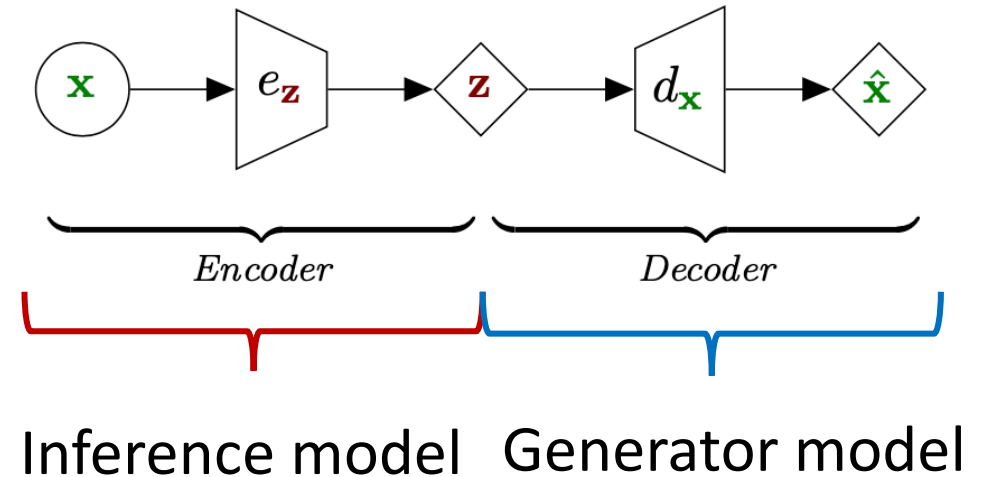 x e_z z d_x x̂
Encoder Decoder
Inference model Generator model